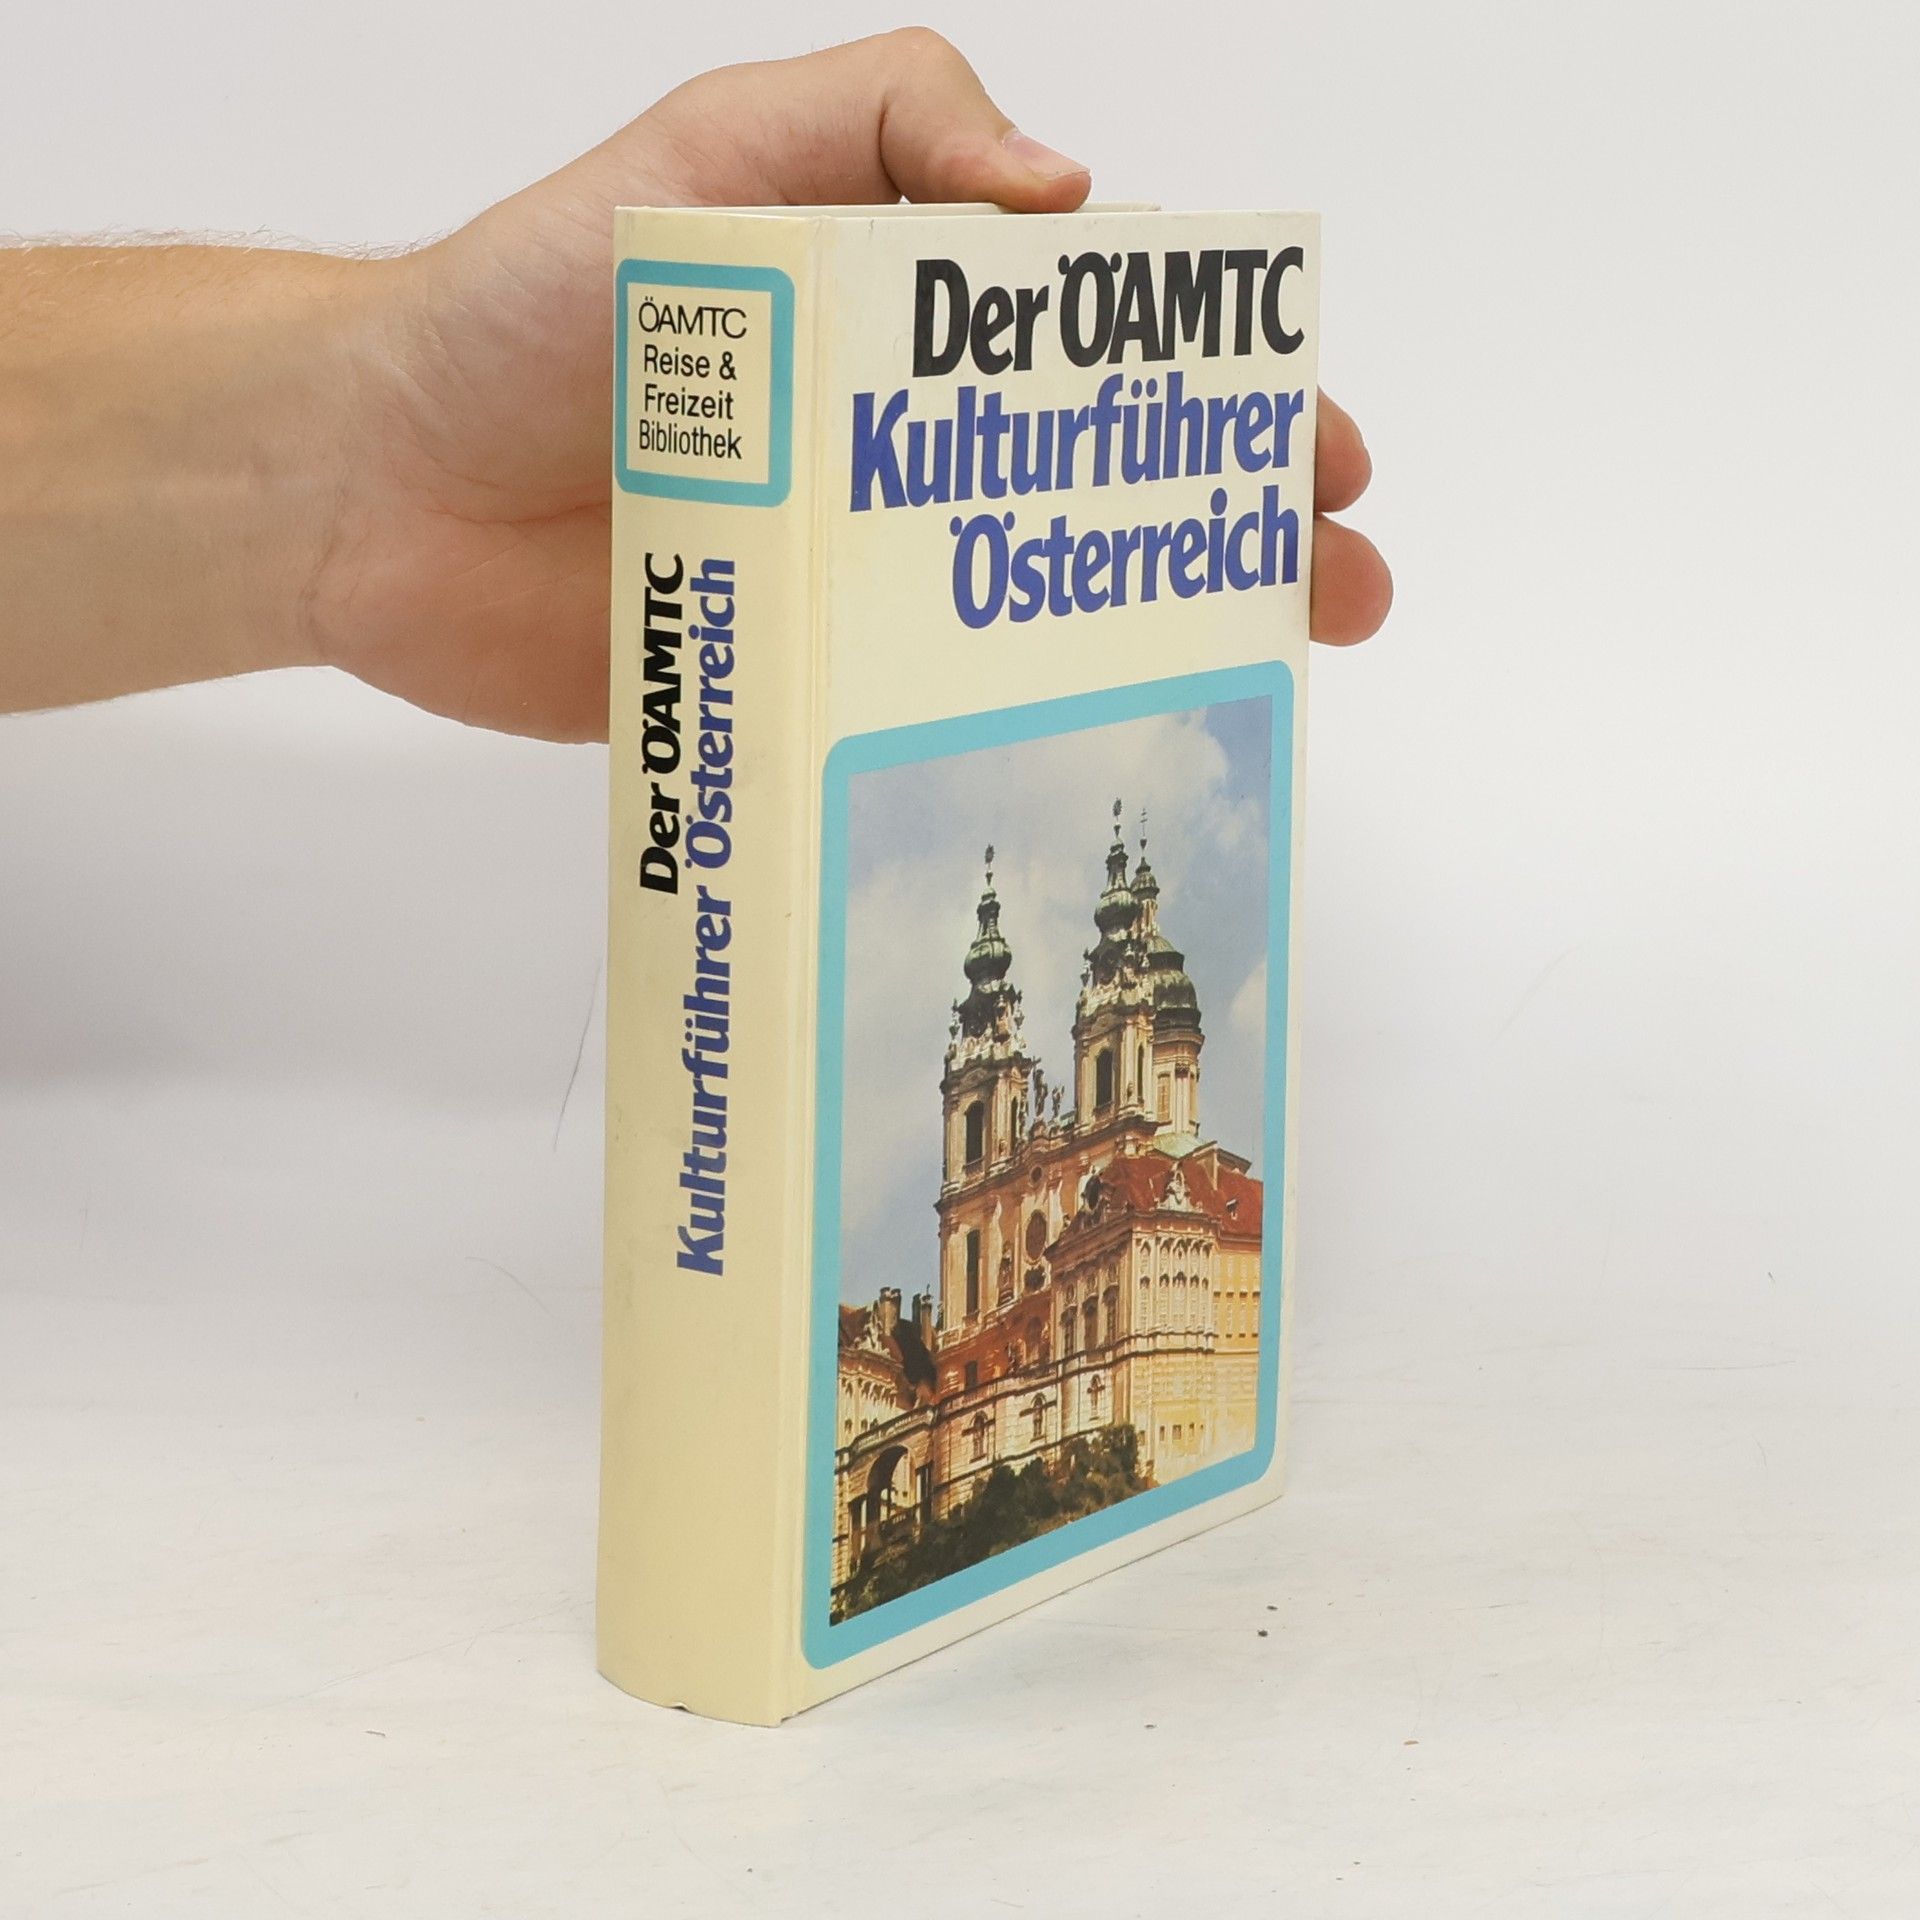 ÖAMTC
Reise &
Freizeit
Bibliothek
Der ÖAMTC
Kulturführer Österreich
Der ÖAMTC
Kulturführer
Österreich